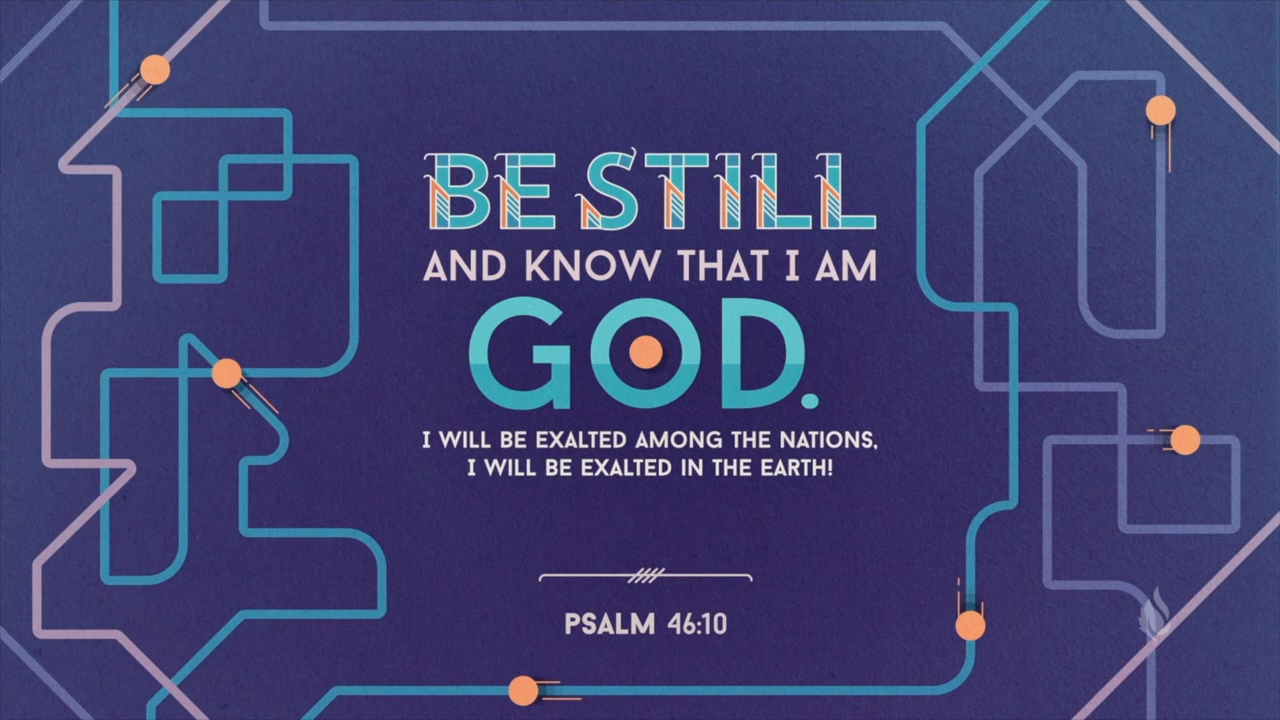 BE STILL
AND KNOW THAT I AM
GOD.
I WILL BE EXALTED AMONG THE NATIONS,
I WILL BE EXALTED IN THE EARTH!
PSALM 46:10